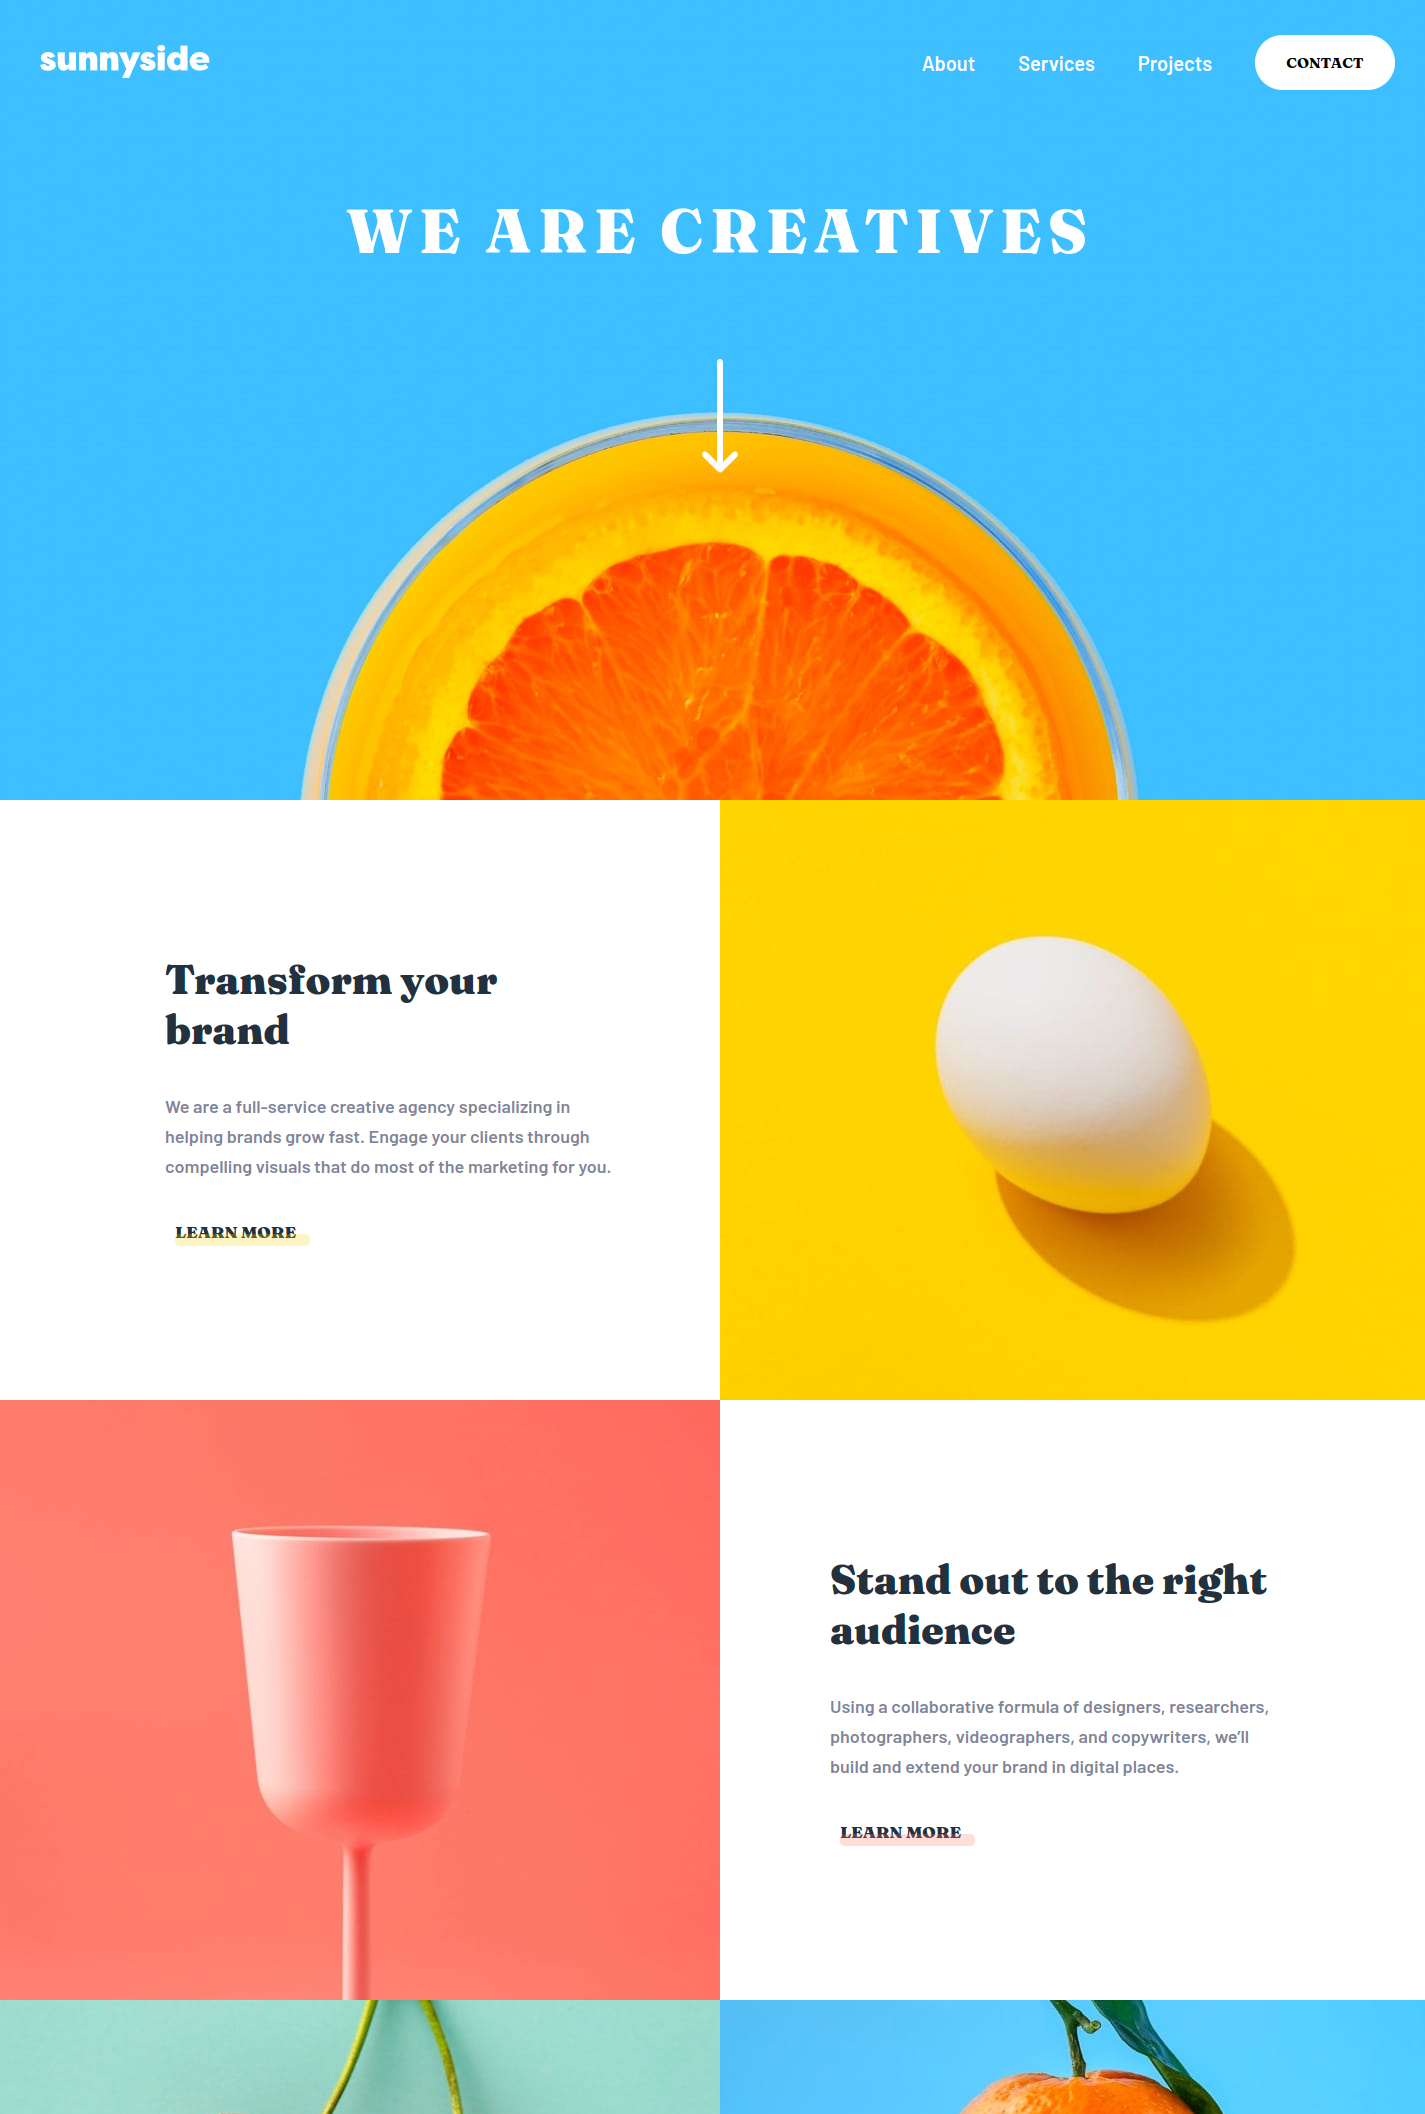 sunnyside
About Services Projects CONTACT
WE ARE CREATIVES
Transform your
brand
We are a full-service creative agency specializing in
helping brands grow fast. Engage your clients through
compelling visuals that do most of the marketing for you.
LEARN MORE
Stand out to the right
audience
Using a collaborative formula of designers, researchers,
photographers, videographers, and copywriters, we’ll
build and extend your brand in digital places.
LEARN MORE